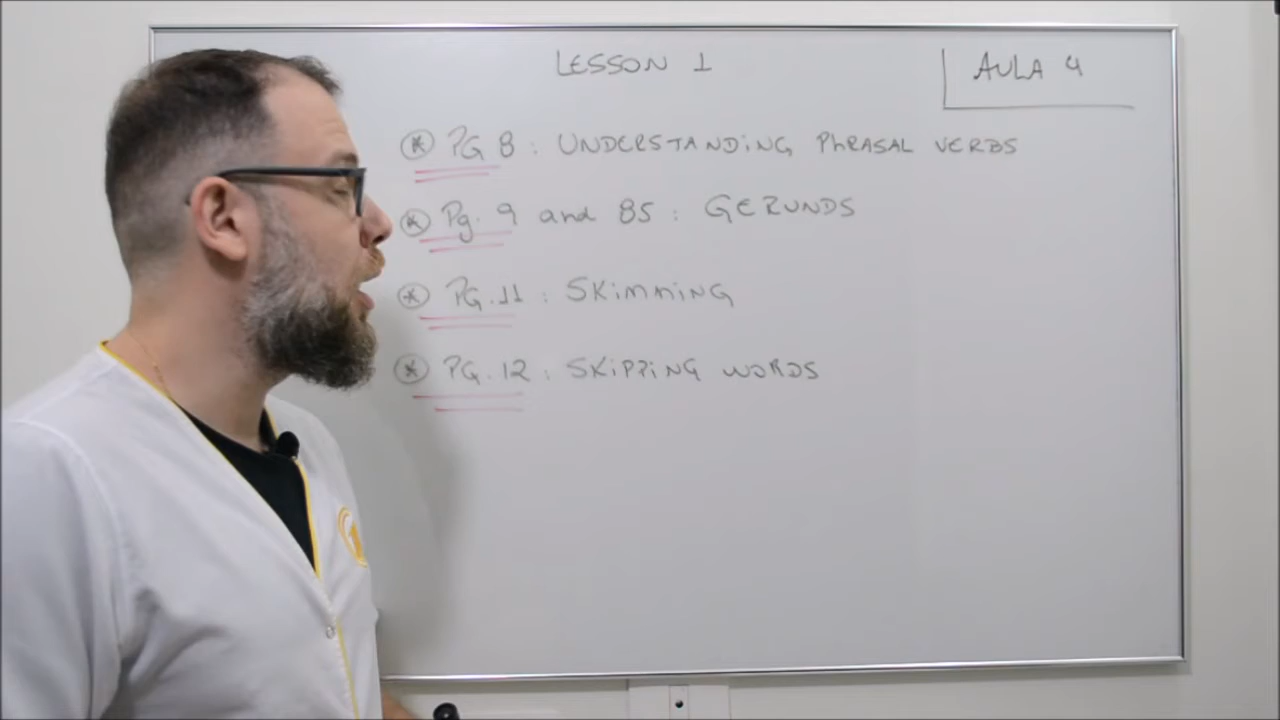 LESSON 1
AULA 4
* PG 8 : UNDERSTANDING PHRASAL VERBS
* Pg. 9 and 85 : GERUNDS
* PG. 11 : SKIMMING
* PG. 12 : SKIPPING WORDS